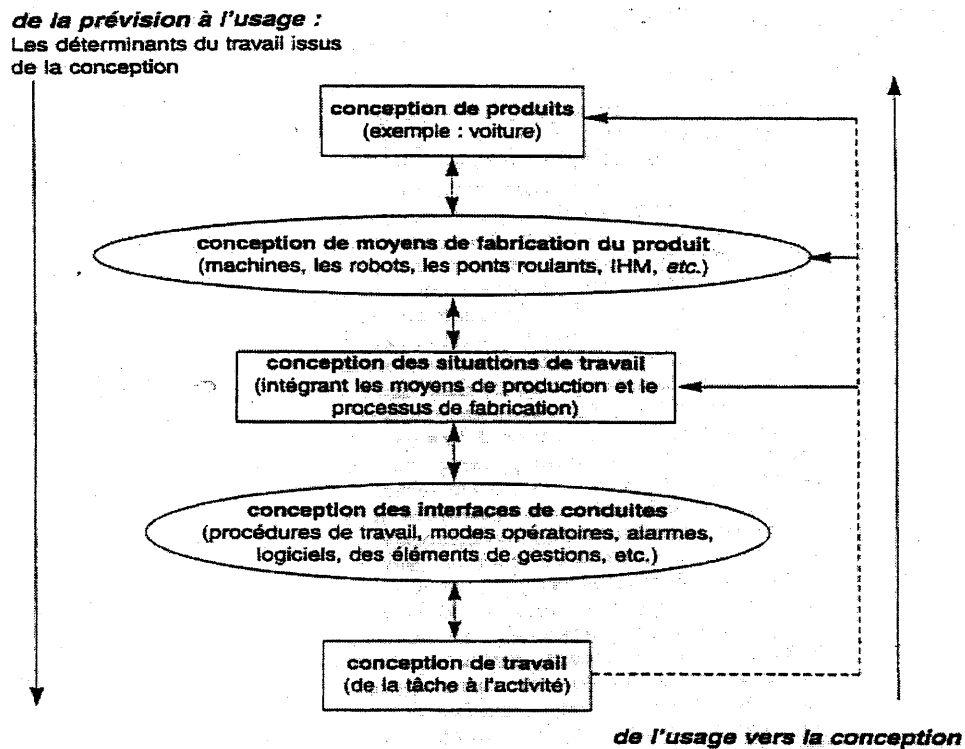 de la prévision à l'usage :
Les déterminants du travail issus
de la conception
conception de produits
(exemple : voiture)
conception de moyens de fabrication du produit
(machines, les robots, les ponts roulants, IHM, etc.)
conception des situations de travail
(intégrant les moyens de production et le
processus de fabrication)
conception des interfaces de conduites
(procédures de travail, modes opératoires, alarmes,
logiciels, des éléments de gestions, etc.)
conception de travail
(de la tâche à l'activité)
de l'usage vers la conception